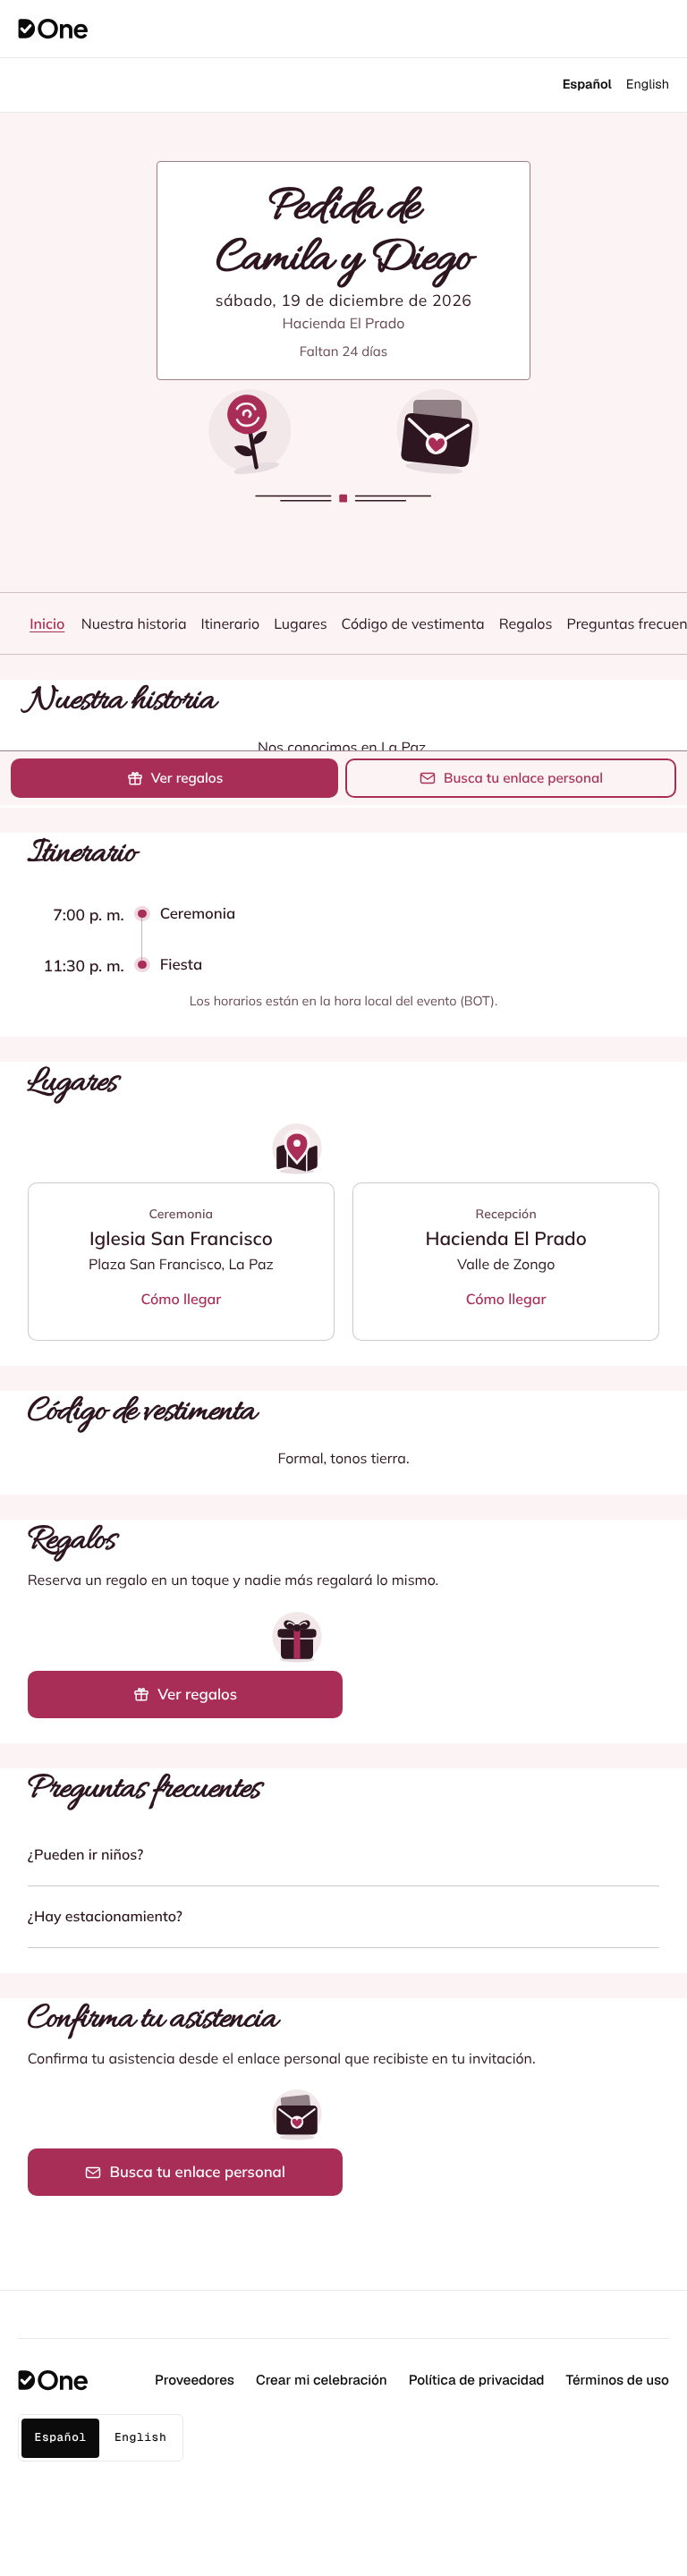 One
Español English
Pedida de
Camila y Diego
sábado, 19 de diciembre de 2026
Hacienda El Prado
Faltan 24 días
Inicio Nuestra historia Itinerario Lugares Código de vestimenta Regalos Preguntas frecuen
Nuestra historia
Nos conocimos en La Paz
Ver regalos Busca tu enlace personal
Itinerario
7:00 p. m. Ceremonia
11:30 p. m. Fiesta
Los horarios están en la hora local del evento (BOT).
Lugares
Ceremonia
Iglesia San Francisco
Plaza San Francisco, La Paz
Cómo llegar
Recepción
Hacienda El Prado
Valle de Zongo
Cómo llegar
Código de vestimenta
Formal, tonos tierra.
Regalos
Reserva un regalo en un toque y nadie más regalará lo mismo.
Ver regalos
Preguntas frecuentes
¿Pueden ir niños?
¿Hay estacionamiento?
Confirma tu asistencia
Confirma tu asistencia desde el enlace personal que recibiste en tu invitación.
Busca tu enlace personal
One Proveedores Crear mi celebración Política de privacidad Términos de uso
Español English